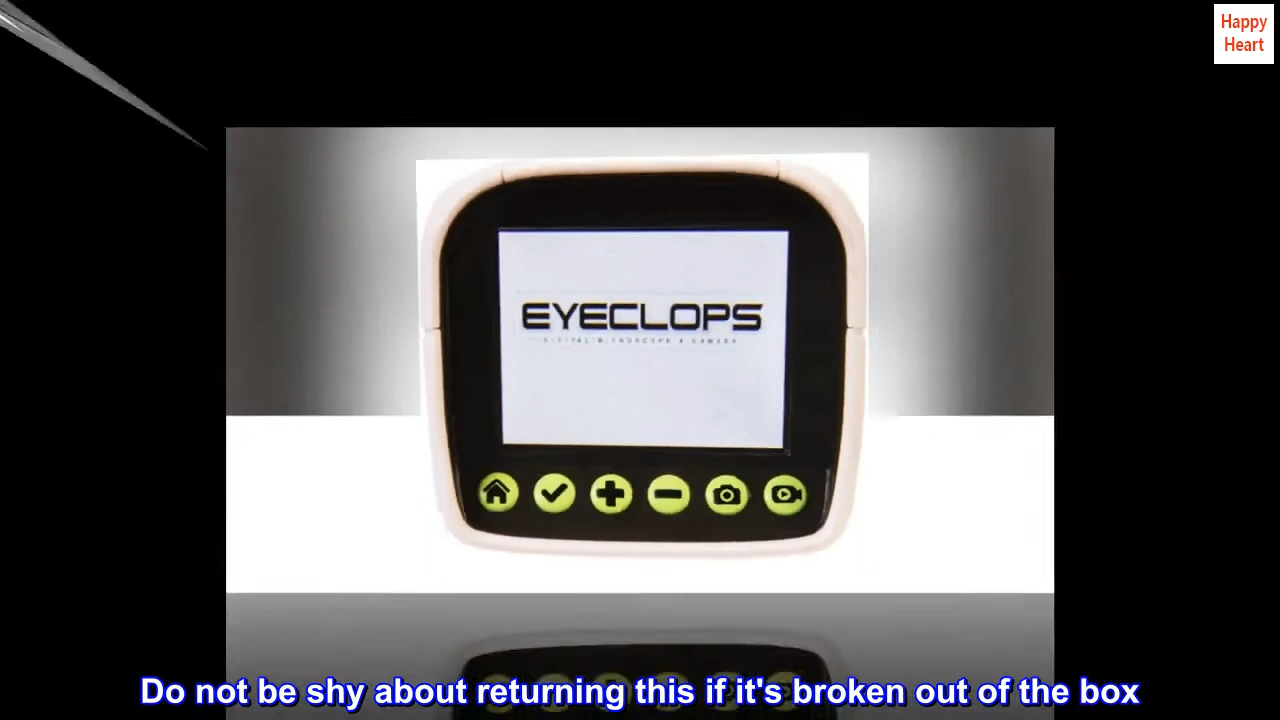 Happy
Heart
EYECLOPS
Do not be shy about returning this if it's broken out of the box